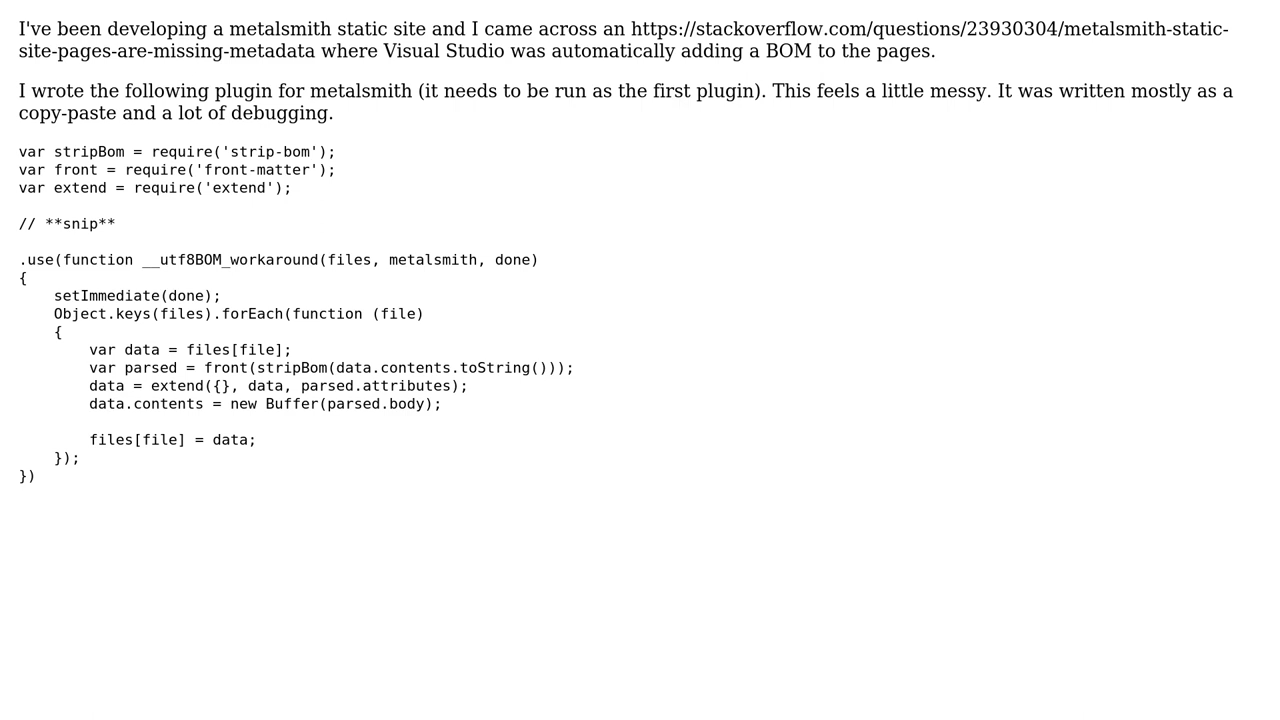 I've been developing a metalsmith static site and I came across an https://stackoverflow.com/questions/23930304/metalsmith-static-
site-pages-are-missing-metadata where Visual Studio was automatically adding a BOM to the pages.
I wrote the following plugin for metalsmith (it needs to be run as the first plugin). This feels a little messy. It was written mostly as a
copy-paste and a lot of debugging.
var stripBom = require('strip-bom');
var front = require('front-matter');
var extend = require('extend');
// **snip**
.use(function __utf8BOM_workaround(files, metalsmith, done)
{
    setImmediate(done);
    Object.keys(files).forEach(function (file)
    {
        var data = files[file];
        var parsed = front(stripBom(data.contents.toString()));
        data = extend({}, data, parsed.attributes);
        data.contents = new Buffer(parsed.body);
        files[file] = data;
    });
})